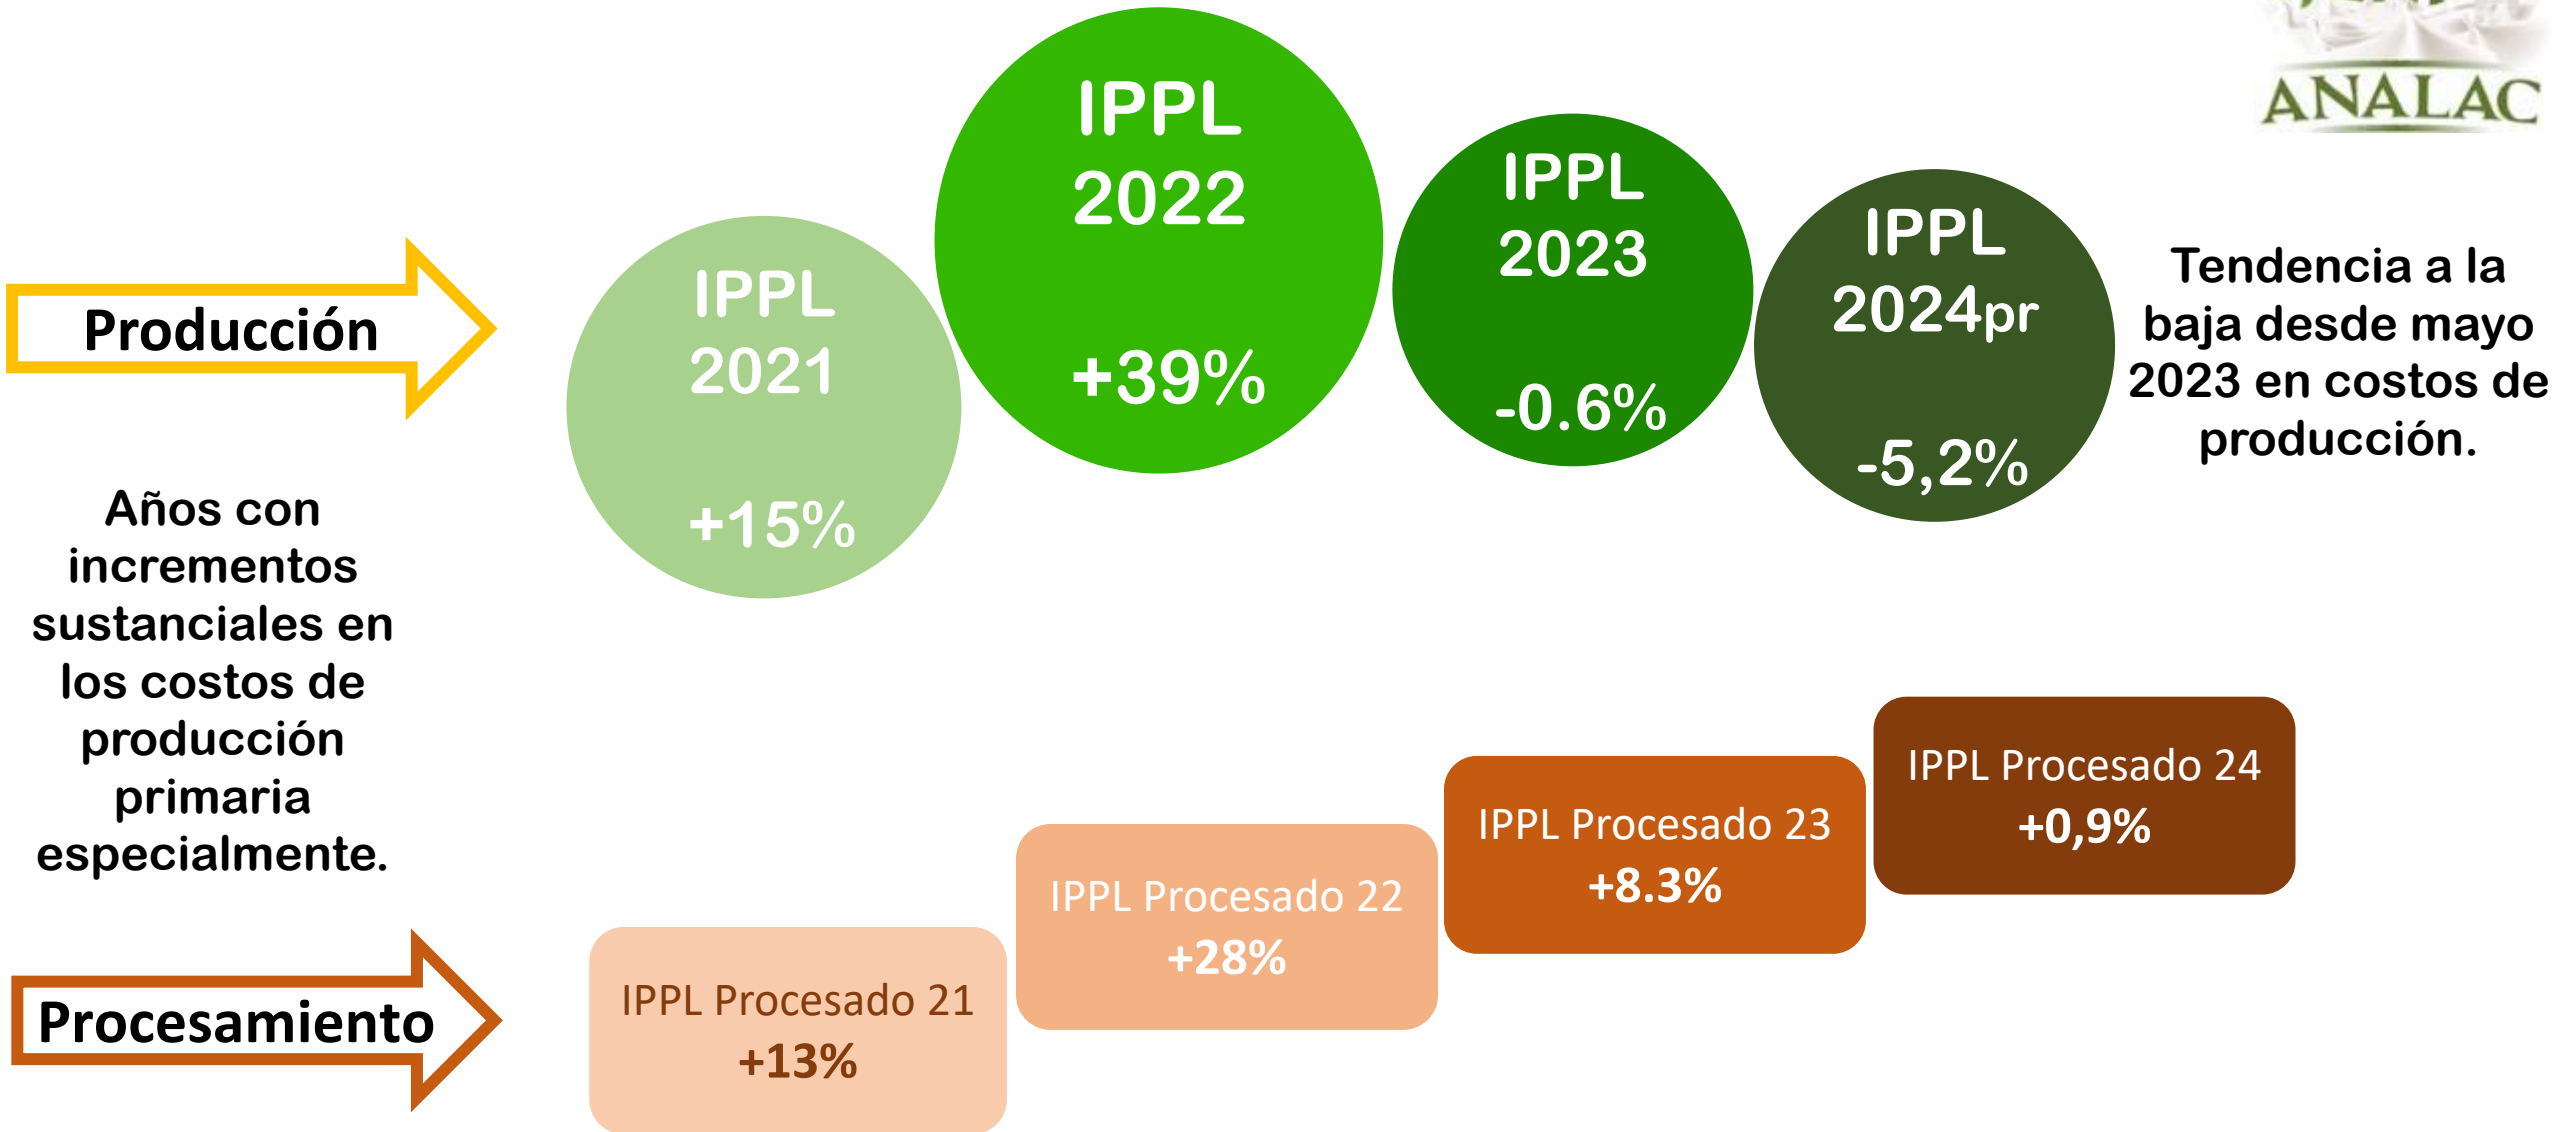 ANALAC
Producción
IPPL
2021
+15%
IPPL
2022
+39%
IPPL
2023
-0.6%
IPPL
2024pr
-5,2%
Tendencia a la
baja desde mayo
2023 en costos de
producción.
Años con
incrementos
sustanciales en
los costos de
producción
primaria
especialmente.
Procesamiento
IPPL Procesado 21
+13%
IPPL Procesado 22
+28%
IPPL Procesado 23
+8.3%
IPPL Procesado 24
+0,9%